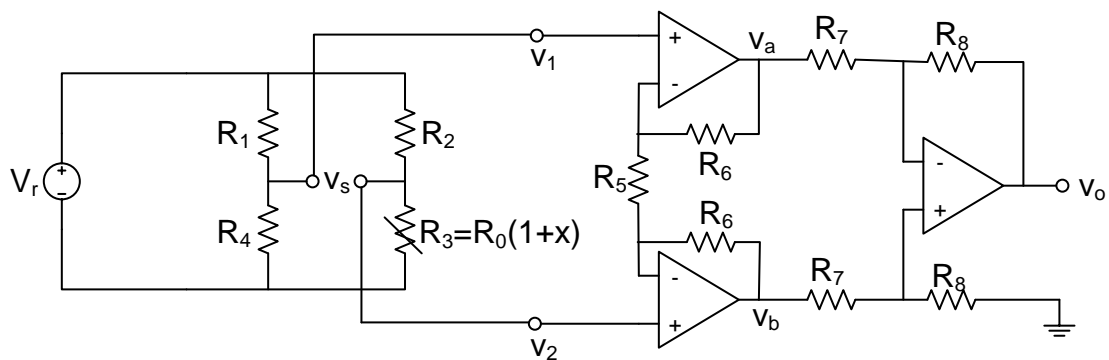 R₇
R₈
vₐ
+
v₁
-
R₁
R₂
R₆
+
-
Vᵣ
vₛ
R₅
-
+
vₒ
R₄
R₃=R₀(1+x)
R₆
-
+
R₇
R₈
v_b
v₂